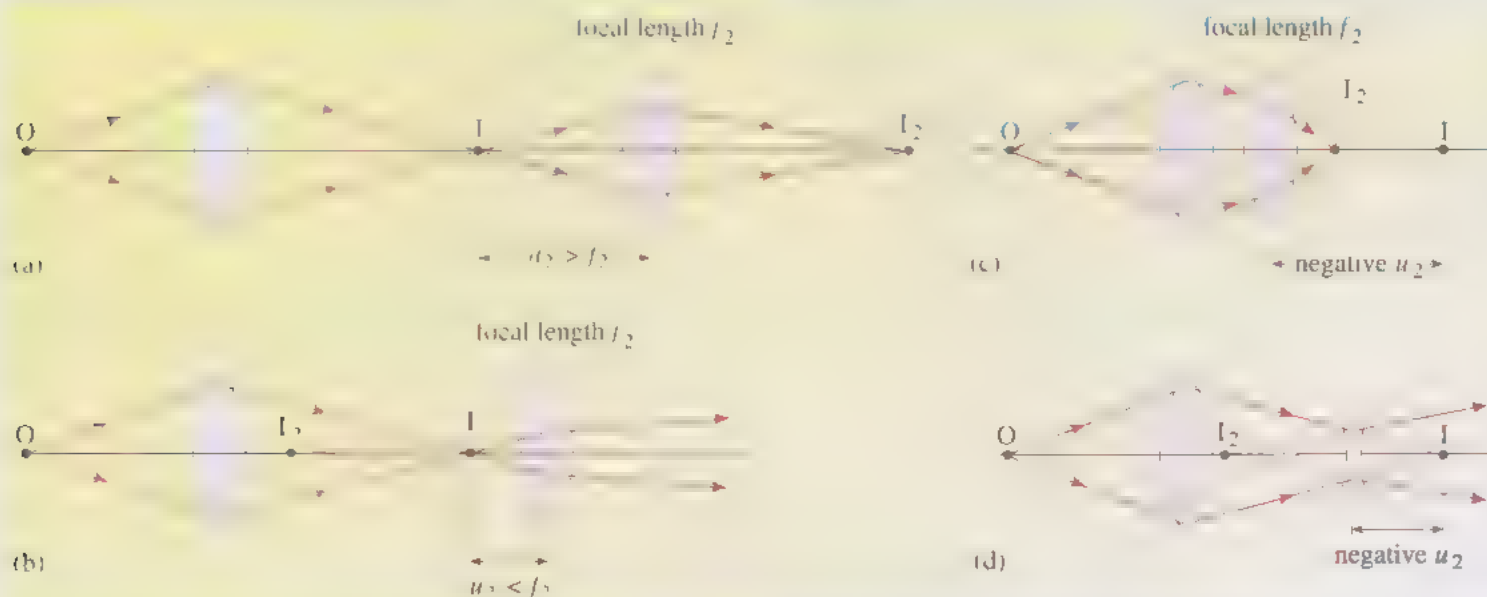 focal length f₂
O
I
I₂
u₂ > f₂
(a)
focal length f₂
O
I₂
I
u₂ < f₂
(b)
focal length f₂
O
I₂
I
negative u₂
(c)
O
I₂
I
negative u₂
(d)